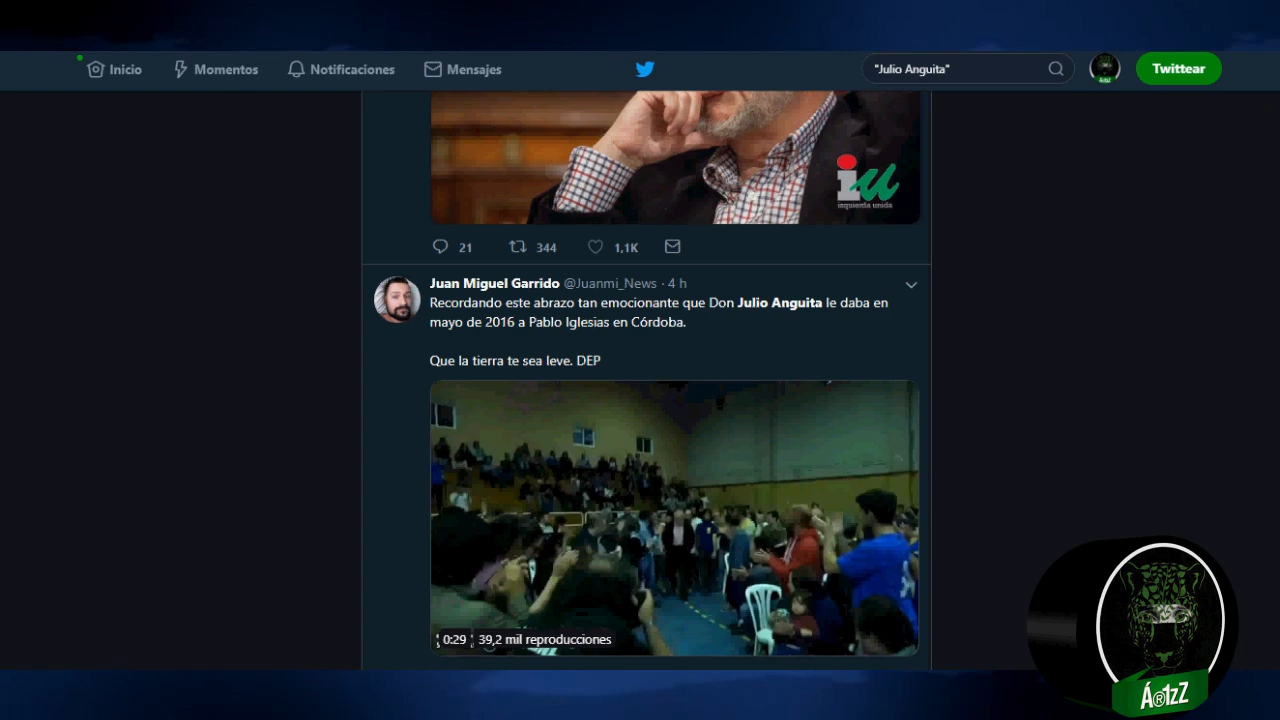 Inicio
Momentos
Notificaciones
Mensajes
"Julio Anguita"
Twittear
iu
izquierda unida
21
344
1,1K
Juan Miguel Garrido @Juanmi_News · 4 h
Recordando este abrazo tan emocionante que Don Julio Anguita le daba en
mayo de 2016 a Pablo Iglesias en Córdoba.
Que la tierra te sea leve. DEP
0:29
39,2 mil reproducciones
Á®1zZ